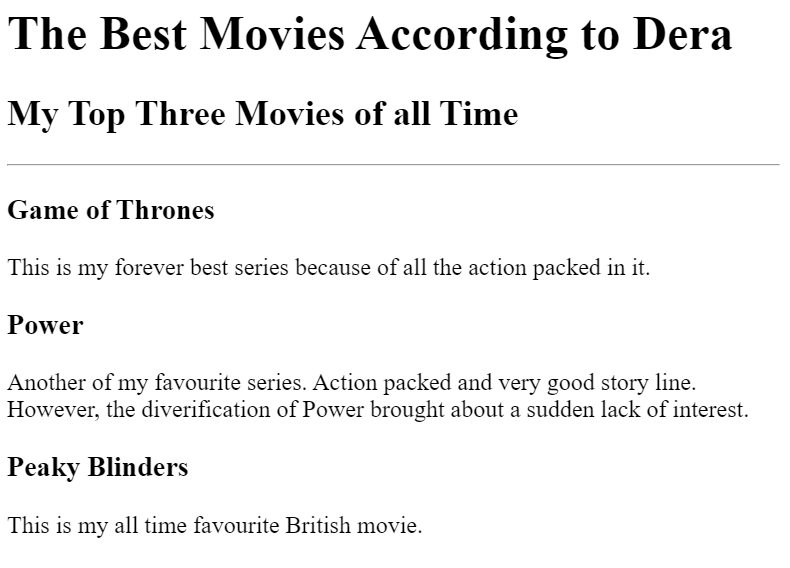 The Best Movies According to Dera
My Top Three Movies of all Time
Game of Thrones
This is my forever best series because of all the action packed in it.
Power
Another of my favourite series. Action packed and very good story line.
However, the diverification of Power brought about a sudden lack of interest.
Peaky Blinders
This is my all time favourite British movie.